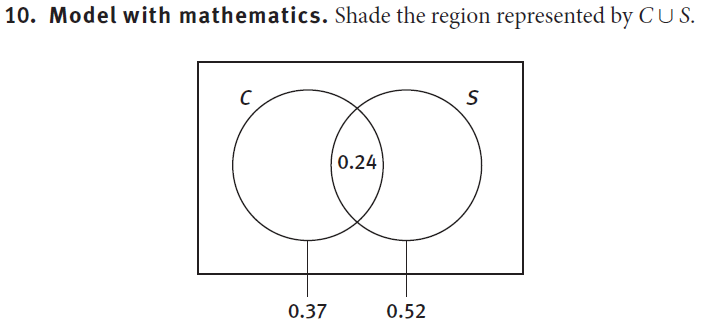 10. Model with mathematics. Shade the region represented by C ∪ S.
C S
0.24
0.37 0.52